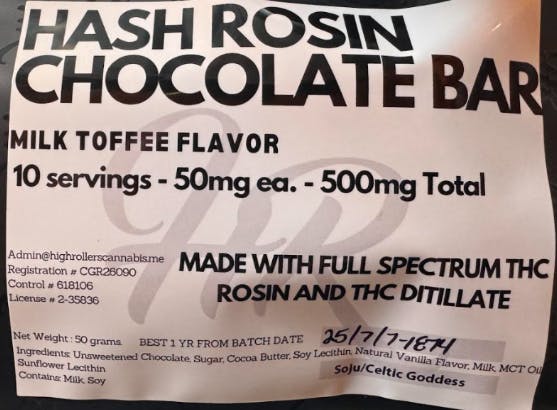 HASH ROSIN
CHOCOLATE BAR
MILK TOFFEE FLAVOR
10 servings - 50mg ea. - 500mg Total
HR
Admin@highrollerscannabis.me
Registration # CGR26090
Control # 618106
License # 2-35836
MADE WITH FULL SPECTRUM THC
ROSIN AND THC DITILLATE
Net Weight: 50 grams. BEST 1 YR FROM BATCH DATE 25/7/7-1874
Ingredients: Unsweetened Chocolate, Sugar, Cocoa Butter, Soy Lecithin, Natural Vanilla Flavor, Milk, MCT Oil
Sunflower Lecithin
Contains: Milk, Soy
SoJu/Celtic Goddess